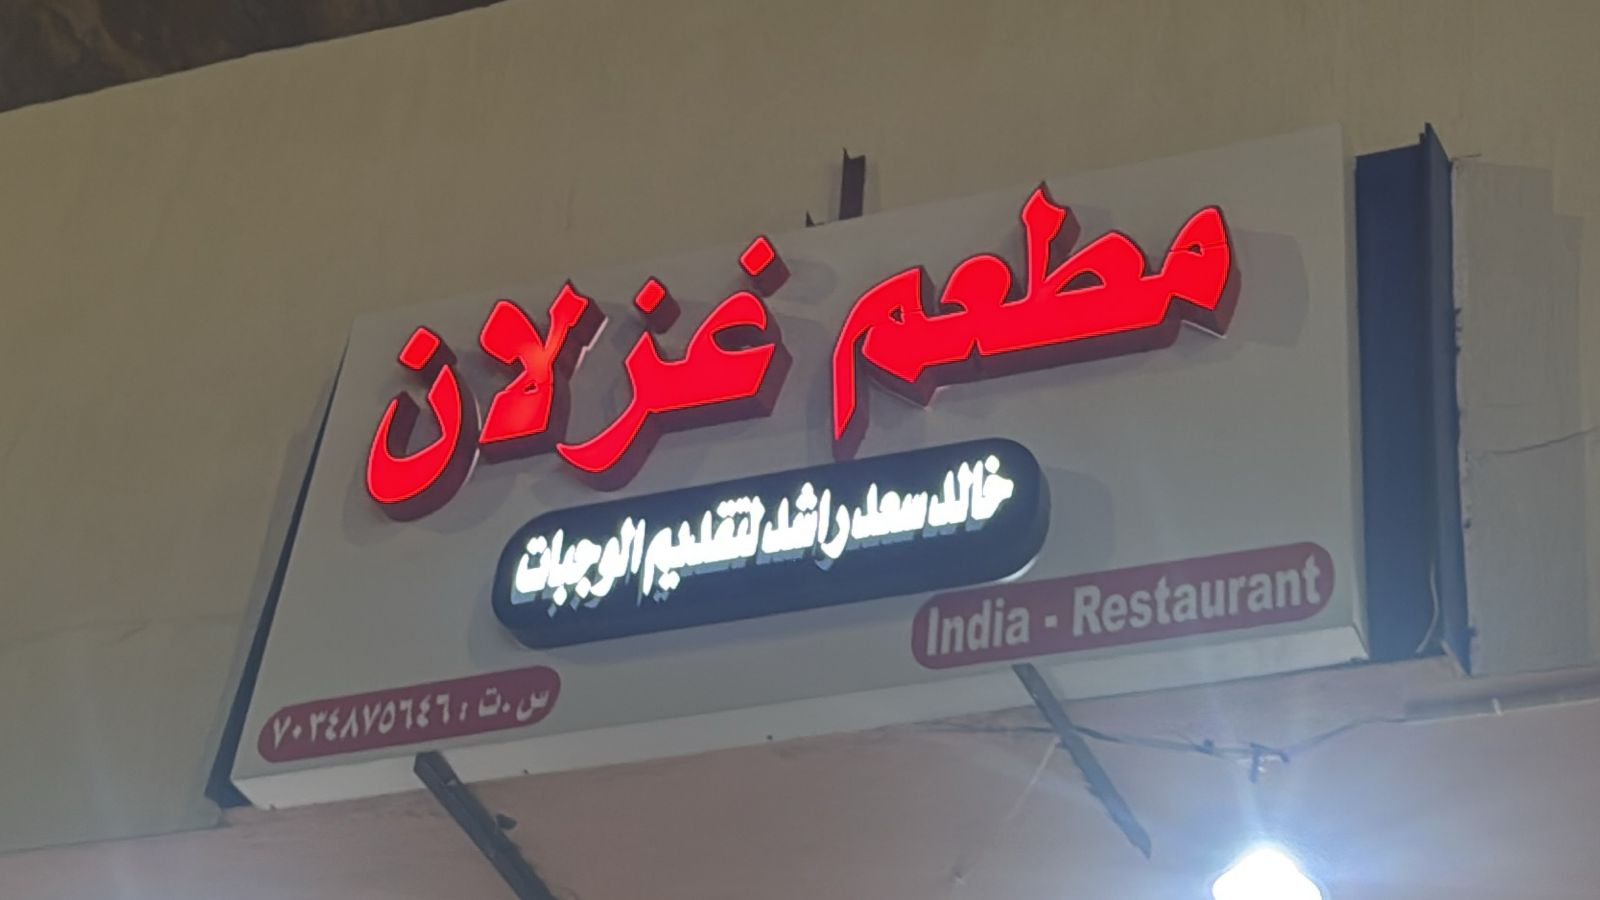 مطعم غزلان
خالد سعد راشد لتقديم الوجبات
India - Restaurant
س.ت : ٧٠٣٤٨٧٥٦٤٦